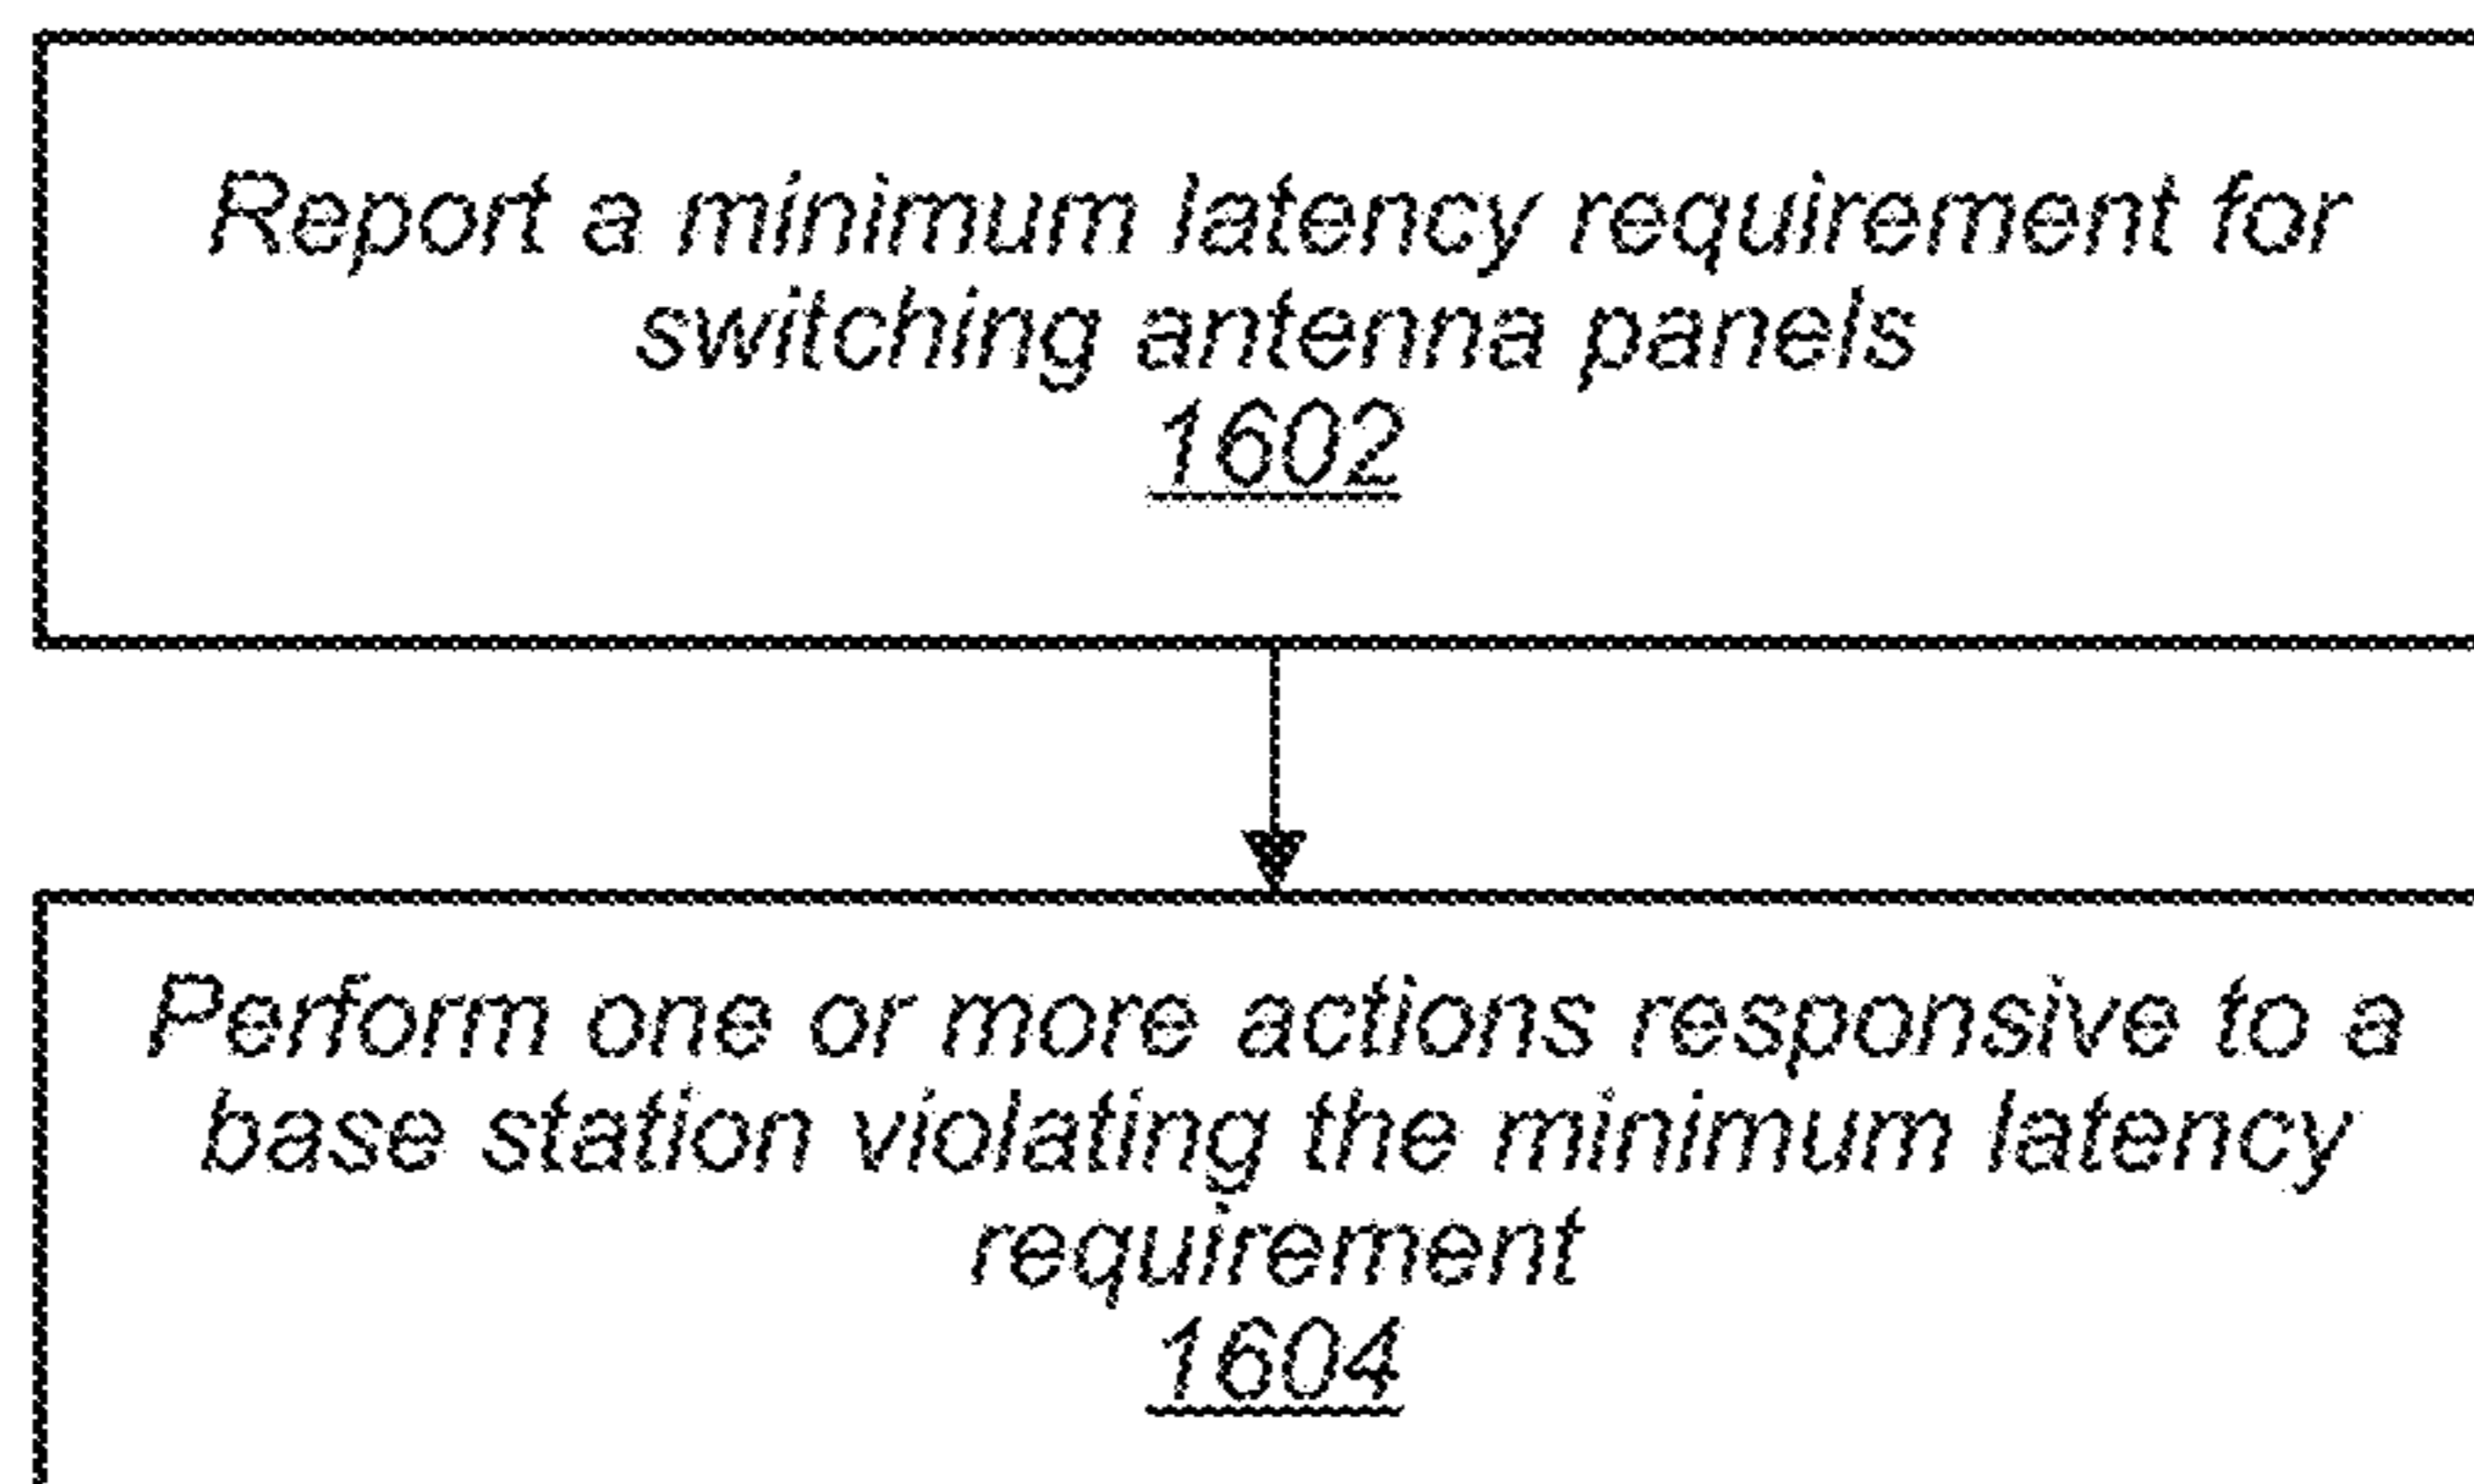 Report a minimum latency requirement for
switching antenna panels
1602
Perform one or more actions responsive to a
base station violating the minimum latency
requirement
1604